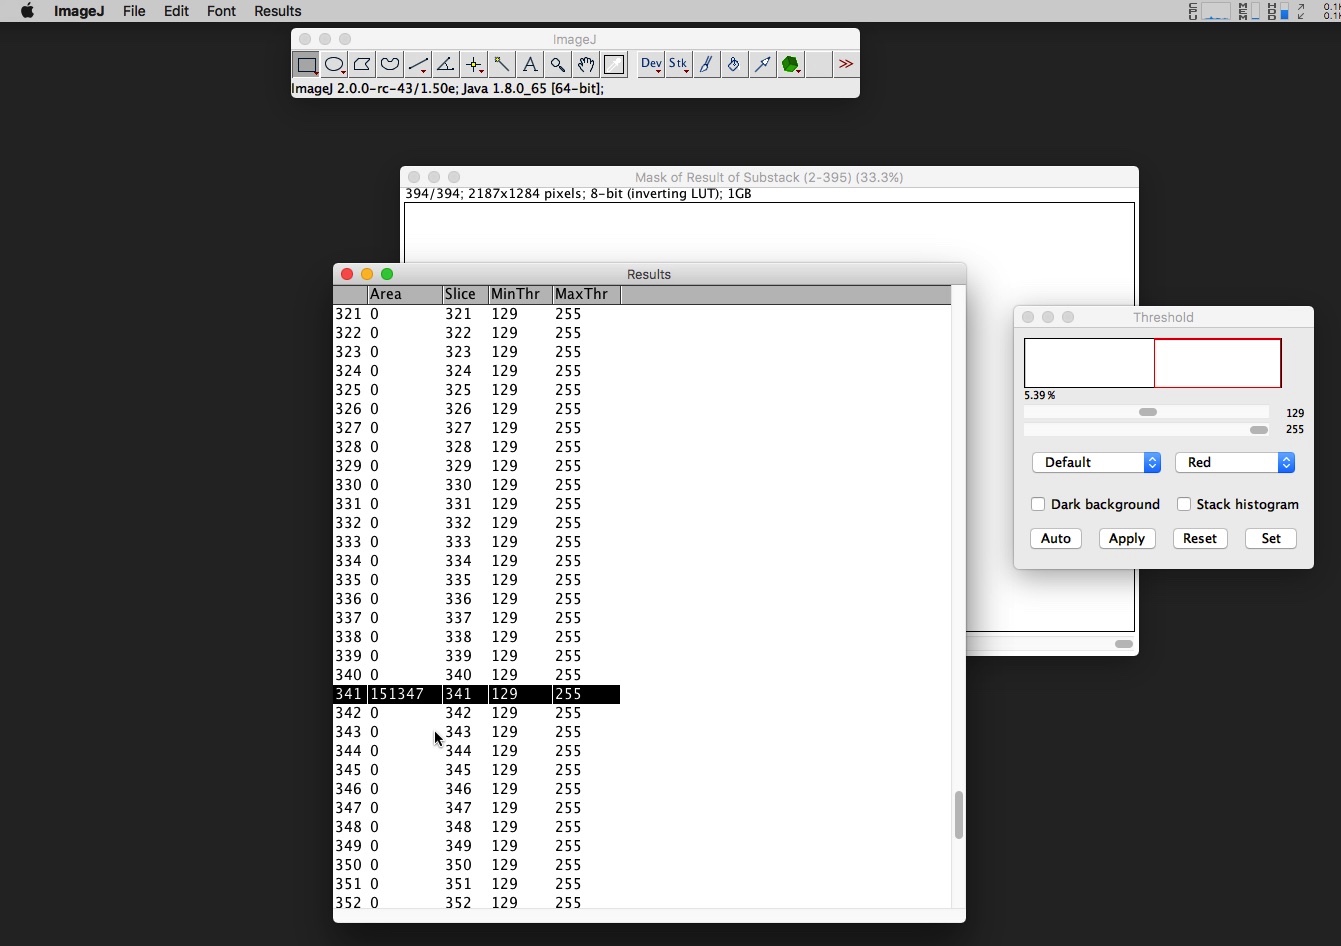 ImageJ File Edit Font Results
CPU MEM HDD 0.1K
0.1K
ImageJ
A Dev Stk >>
ImageJ 2.0.0-rc-43/1.50e; Java 1.8.0_65 [64-bit];
Mask of Result of Substack (2-395) (33.3%)
394/394; 2187x1284 pixels; 8-bit (inverting LUT); 1GB
Results
Area Slice MinThr MaxThr
321 0 321 129 255
322 0 322 129 255
323 0 323 129 255
324 0 324 129 255
325 0 325 129 255
326 0 326 129 255
327 0 327 129 255
328 0 328 129 255
329 0 329 129 255
330 0 330 129 255
331 0 331 129 255
332 0 332 129 255
333 0 333 129 255
334 0 334 129 255
335 0 335 129 255
336 0 336 129 255
337 0 337 129 255
338 0 338 129 255
339 0 339 129 255
340 0 340 129 255
341 151347 341 129 255
342 0 342 129 255
343 0 343 129 255
344 0 344 129 255
345 0 345 129 255
346 0 346 129 255
347 0 347 129 255
348 0 348 129 255
349 0 349 129 255
350 0 350 129 255
351 0 351 129 255
352 0 352 129 255
Threshold
5.39 %
129
255
Default Red
Dark background Stack histogram
Auto Apply Reset Set